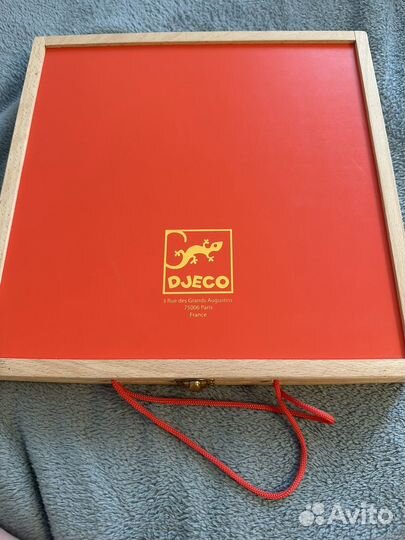 DJECO
3 Rue des Grands Augustins
75006 Paris
France
Avito